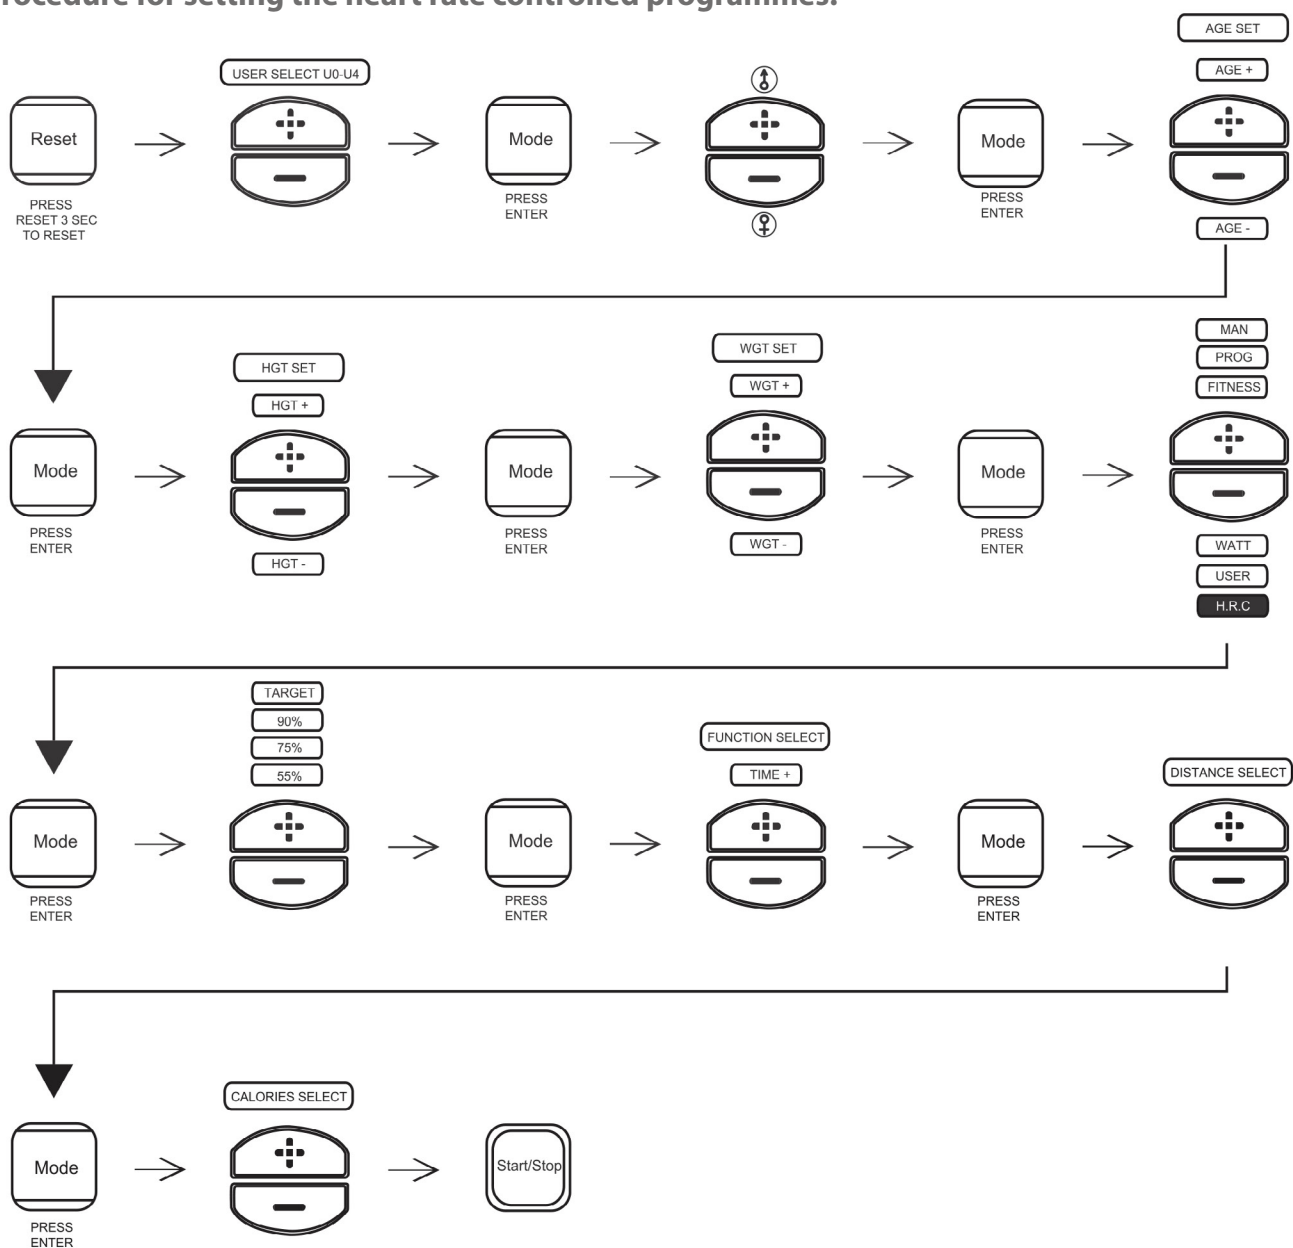 rocedure for setting the heart rate controlled programmes:
AGE SET
USER SELECT U0-U4
AGE +
Reset
Mode
Mode
PRESS
RESET 3 SEC
TO RESET
PRESS
ENTER
PRESS
ENTER
AGE -
MAN
PROG
FITNESS
HGT SET
HGT +
WGT SET
WGT +
Mode
Mode
Mode
PRESS
ENTER
PRESS
ENTER
PRESS
ENTER
HGT -
WGT -
WATT
USER
H.R.C
TARGET
90%
75%
55%
FUNCTION SELECT
TIME +
DISTANCE SELECT
Mode
Mode
Mode
PRESS
ENTER
PRESS
ENTER
PRESS
ENTER
CALORIES SELECT
Mode
Start/Stop
PRESS
ENTER